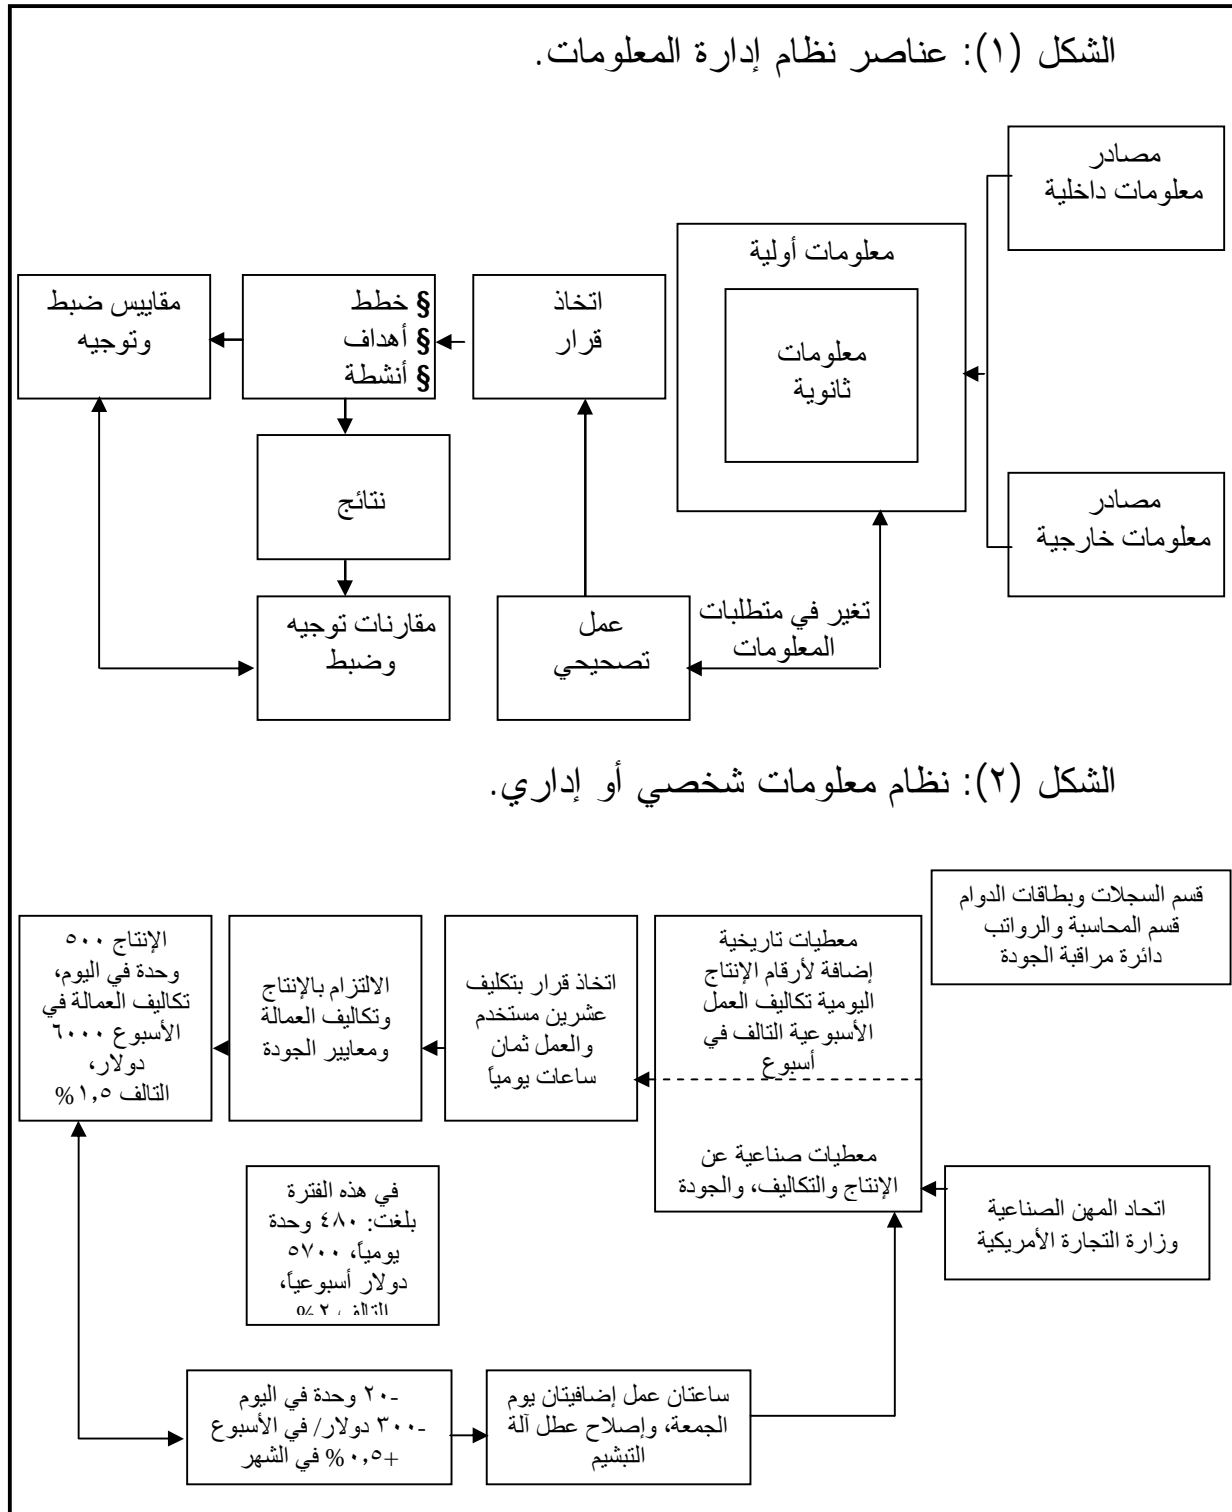 الشكل (١): عناصر نظام إدارة المعلومات.
مصادر
معلومات داخلية
معلومات أولية
معلومات
ثانوية
مصادر
معلومات خارجية
اتخاذ
قرار
§ خطط
§ أهداف
§ أنشطة
مقاييس ضبط
وتوجيه
نتائج
مقارنات توجيه
وضبط
عمل
تصحيحي
تغير في متطلبات
المعلومات
الشكل (٢): نظام معلومات شخصي أو إداري.
قسم السجلات وبطاقات الدوام
قسم المحاسبة والرواتب
دائرة مراقبة الجودة
معطيات تاريخية
إضافة لأرقام الإنتاج
اليومية تكاليف العمل
الأسبوعية التالف في
أسبوع
معطيات صناعية عن
الإنتاج والتكاليف، والجودة
اتحاد المهن الصناعية
وزارة التجارة الأمريكية
اتخاذ قرار بتكليف
عشرين مستخدم
والعمل ثمان
ساعات يومياً
الالتزام بالإنتاج
وتكاليف العمالة
ومعايير الجودة
الإنتاج ٥٠٠
وحدة في اليوم،
تكاليف العمالة في
الأسبوع ٦٠٠٠
دولار،
التالف ١,٥%
في هذه الفترة
بلغت: ٤٨٠ وحدة
يومياً، ٥٧٠٠
دولار أسبوعياً،
التالف ٢%
-٢٠ وحدة في اليوم
-٣٠٠ دولار/ في الأسبوع
+٠,٥% في الشهر
ساعتان عمل إضافيتان يوم
الجمعة، وإصلاح عطل آلة
التبشيم